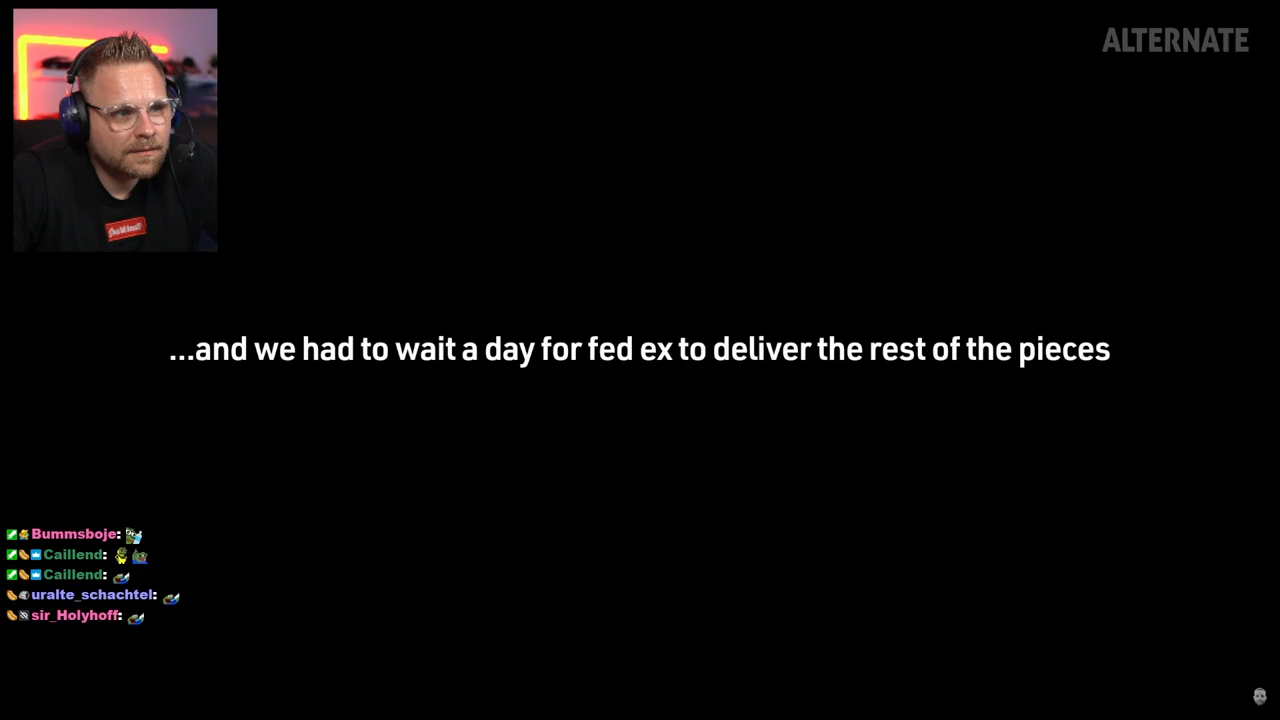 ALTERNATE
...and we had to wait a day for fed ex to deliver the rest of the pieces
Bummsboje:
Caillend:
Caillend:
uralte_schachtel:
sir_Holyhoff: